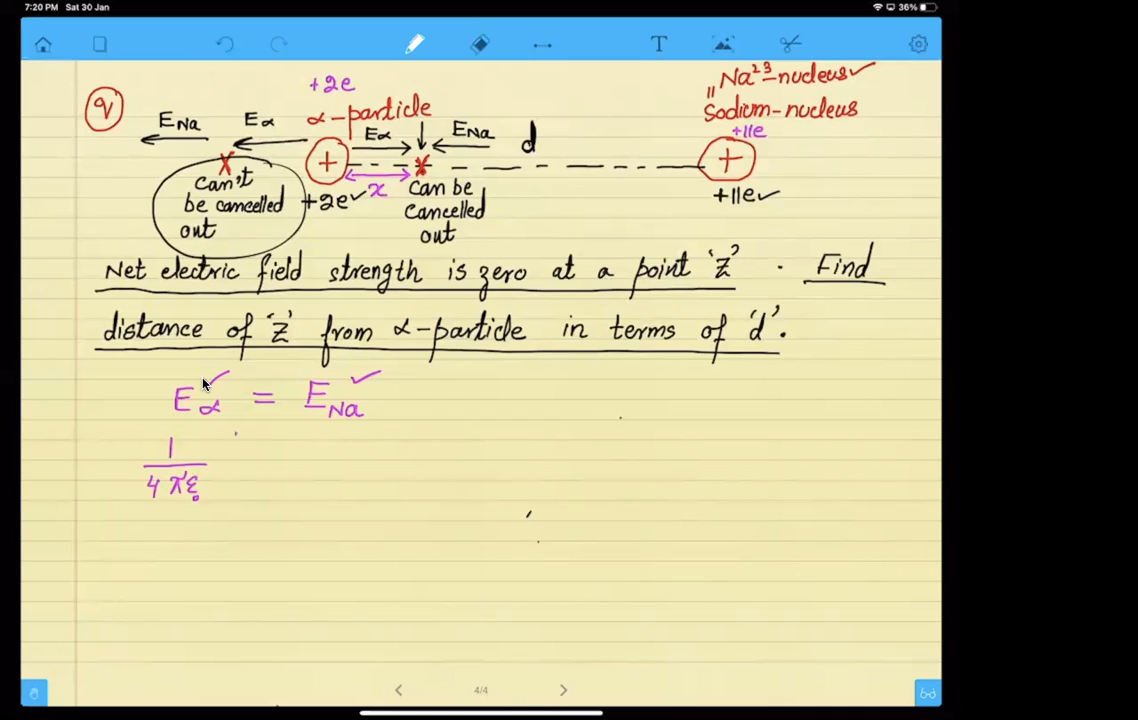 7:20 PM Sat 30 Jan
36%
T
+2e
11Na23-nucleus
q
α-particle
Sodium-nucleus
ENa
Eα
Eα
ENa
d
+11e
+
+
x
can't
be cancelled
out
+2e
Can be
Cancelled
out
+11e
Net electric field strength is zero at a point 'Z'. Find
distance of 'Z' from α-particle in terms of 'd'.
Eα = ENa
1
4πε₀
4/4